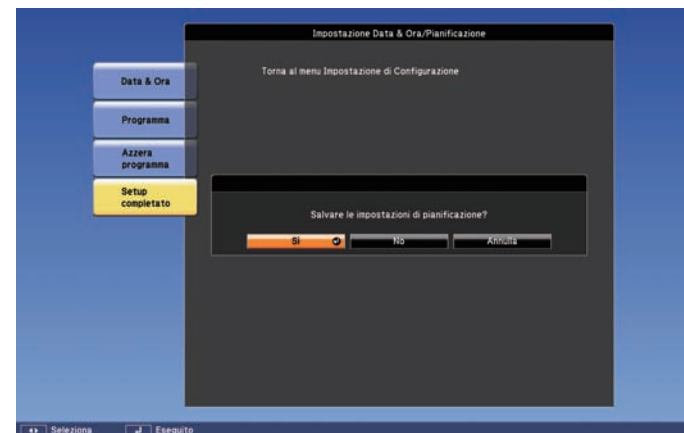 Impostazione Data & Ora/Pianificazione
Torna al menu Impostazione di Configurazione
Data & Ora
Programma
Azzera
programma
Setup
completato
Salvare le impostazioni di pianificazione?
Sì No Annulla
Seleziona Eseguito